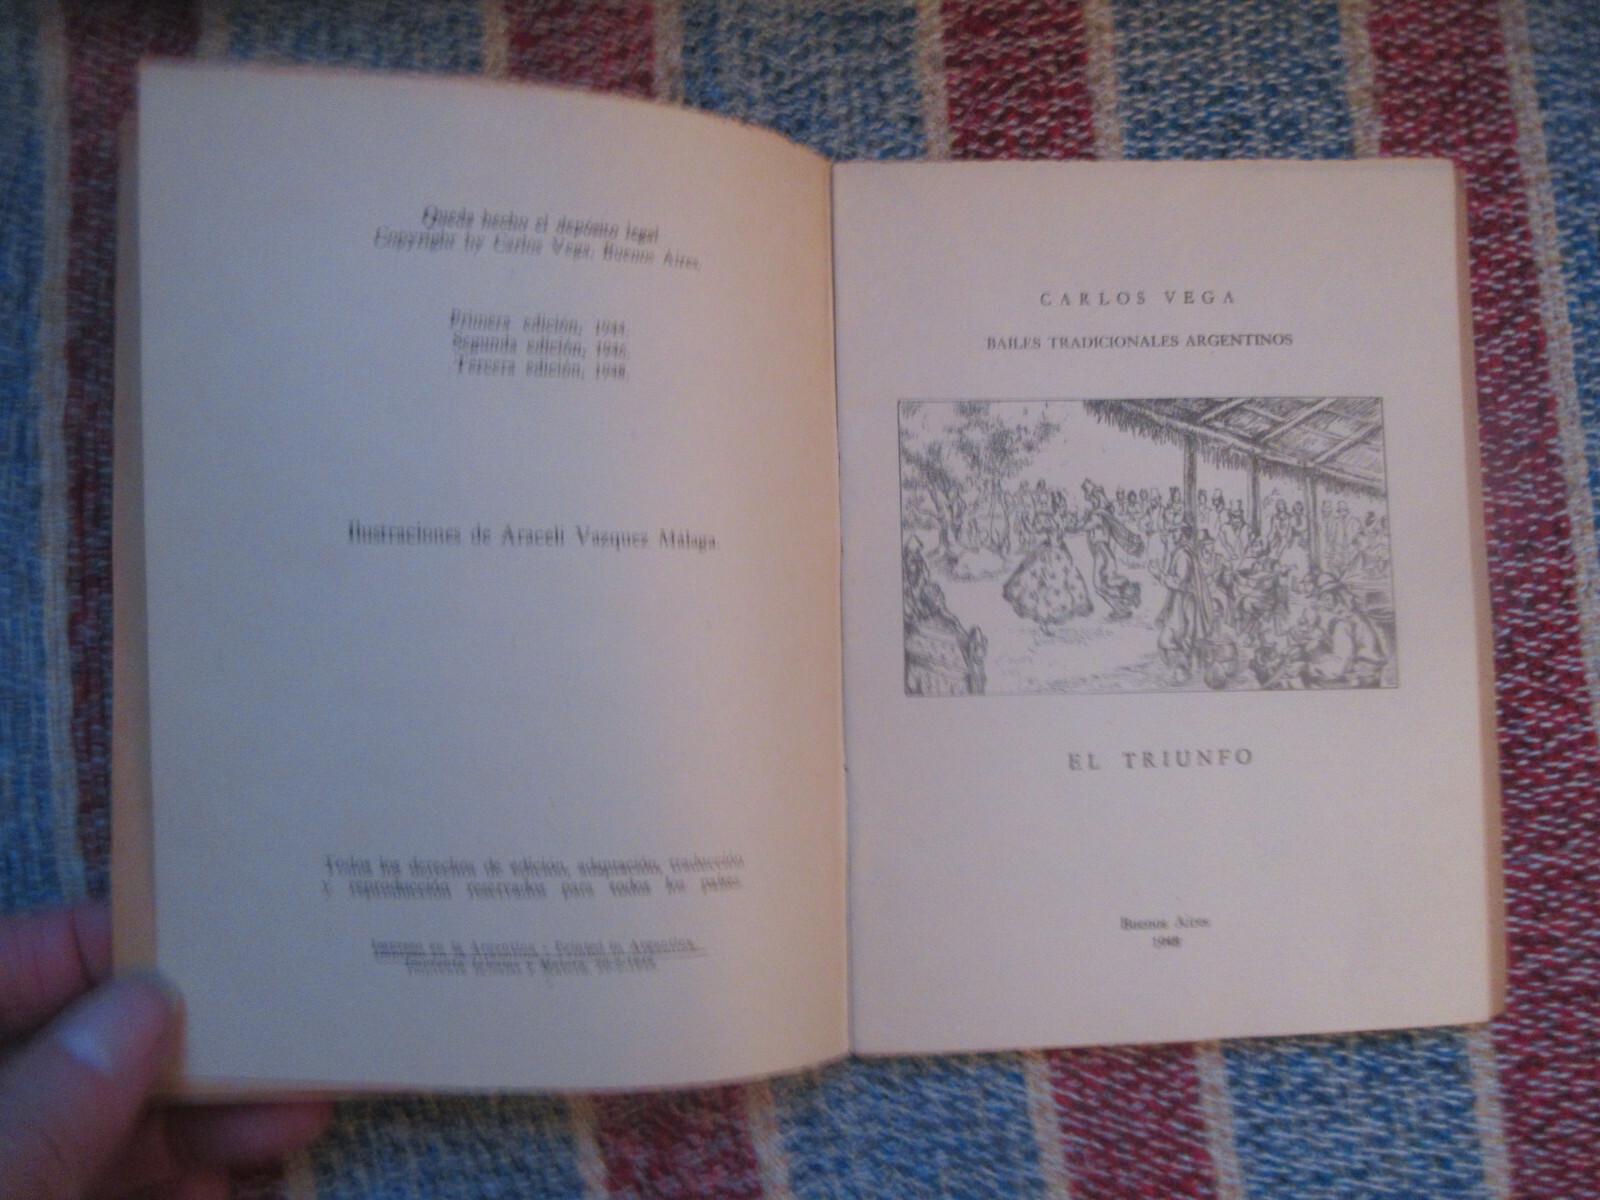 Queda hecho el depósito legal
Copyright by Carlos Vega, Buenos Aires.
Primera edición, 1944.
Segunda edición, 1946.
Tercera edición, 1948.
Ilustraciones de Araceli Vazquez Málaga.
Todos los derechos de edición, adaptación, traducción
y reproducción reservados para todos los países.
Impreso en la Argentina - Printed in Argentina
Imprenta
CARLOS VEGA
BAILES TRADICIONALES ARGENTINOS
EL TRIUNFO
Buenos Aires
1948